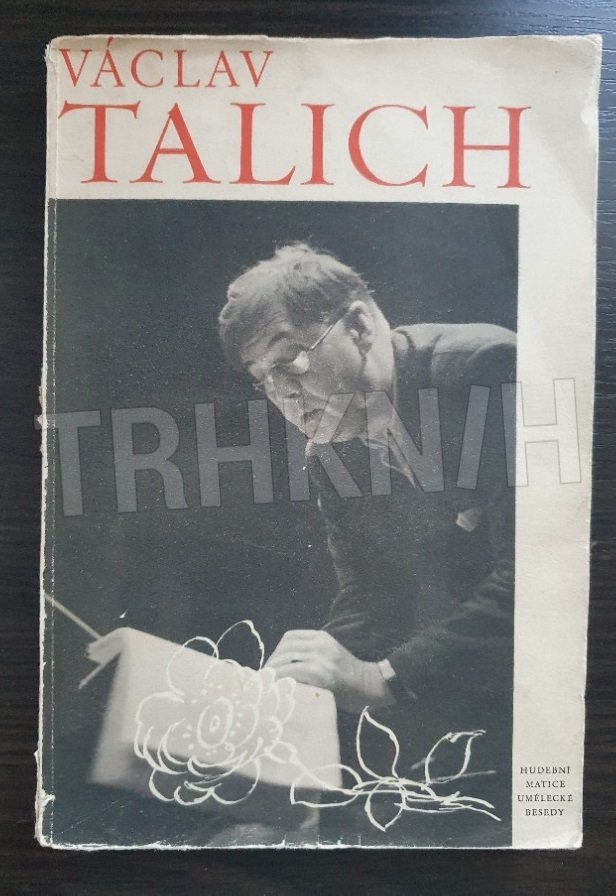 VÁCLAV
TALICH
TRHKNIH
HUDEBNÍ
MATICE
UMĚLECKÉ
BESEDY